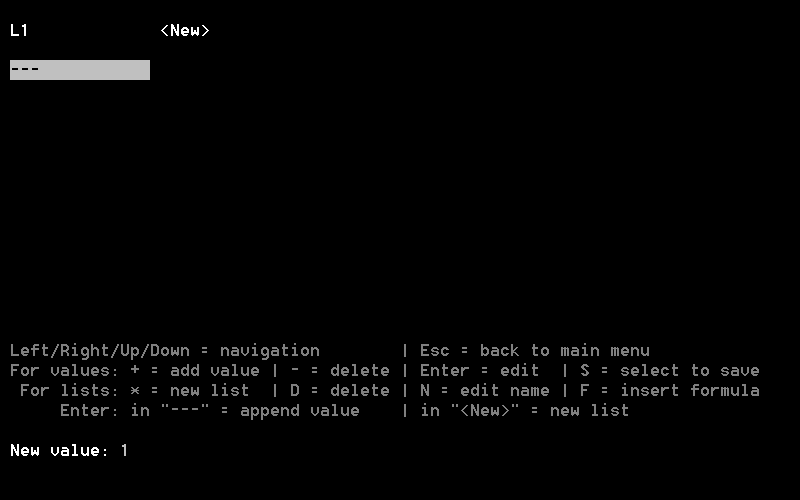 L1             <New>
---
Left/Right/Up/Down = navigation        | Esc = back to main menu
For values: + = add value | - = delete | Enter = edit  | S = select to save
 For lists: * = new list  | D = delete | N = edit name | F = insert formula
     Enter: in "---" = append value    | in "<New>" = new list
New value: 1